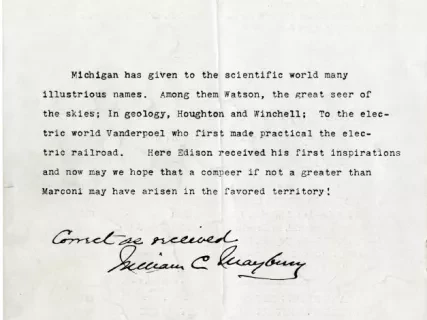 Michigan has given to the scientific world many
illustrious names. Among them Watson, the great seer of
the skies; In geology, Houghton and Winchell; To the elec-
tric world Vanderpoel who first made practical the elec-
tric railroad. Here Edison received his first inspirations
and now may we hope that a compeer if not a greater than
Marconi may have arisen in the favored territory!
Correct as received
William C Maybury